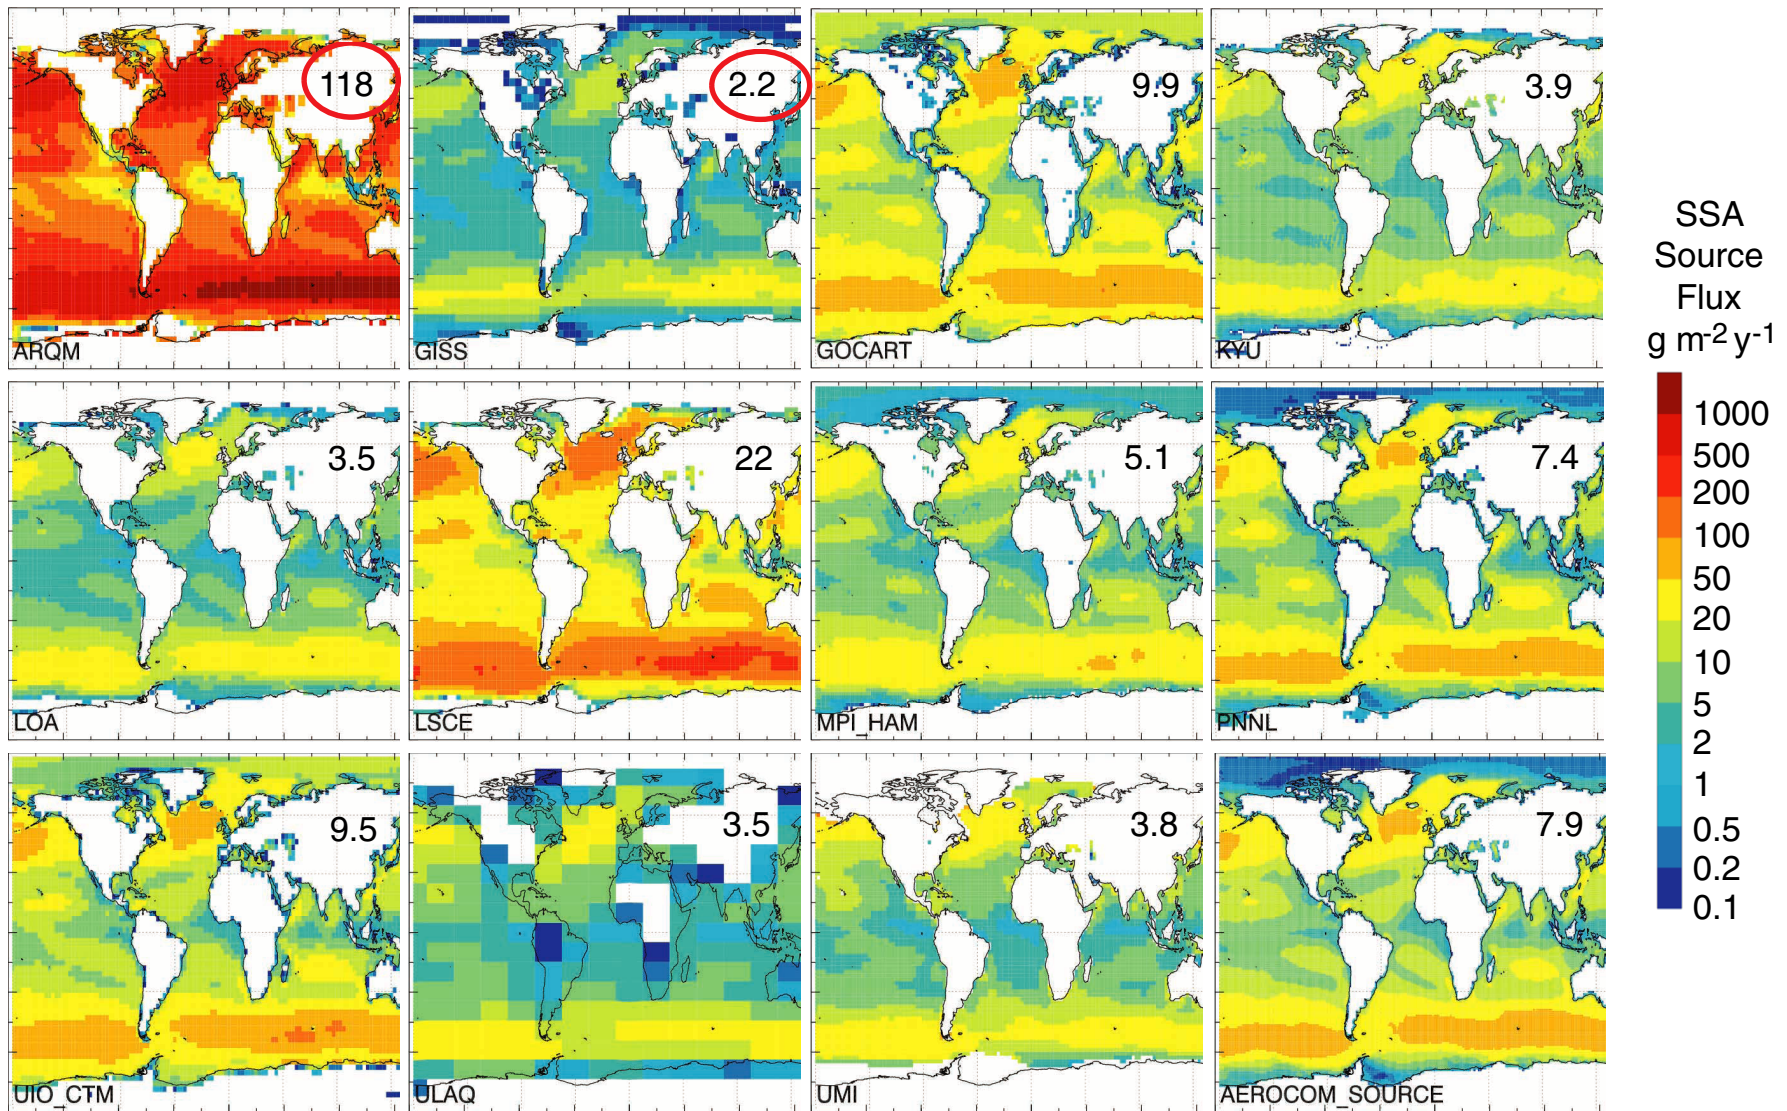 118
ARQM
2.2
GISS
9.9
GOCART
3.9
KYU
3.5
LOA
22
LSCE
5.1
MPI_HAM
7.4
PNNL
9.5
UIO_CTM
3.5
ULAQ
3.8
UMI
7.9
AEROCOM_SOURCE
SSA
Source
Flux
g m-2 y-1
1000
500
200
100
50
20
10
5
2
1
0.5
0.2
0.1